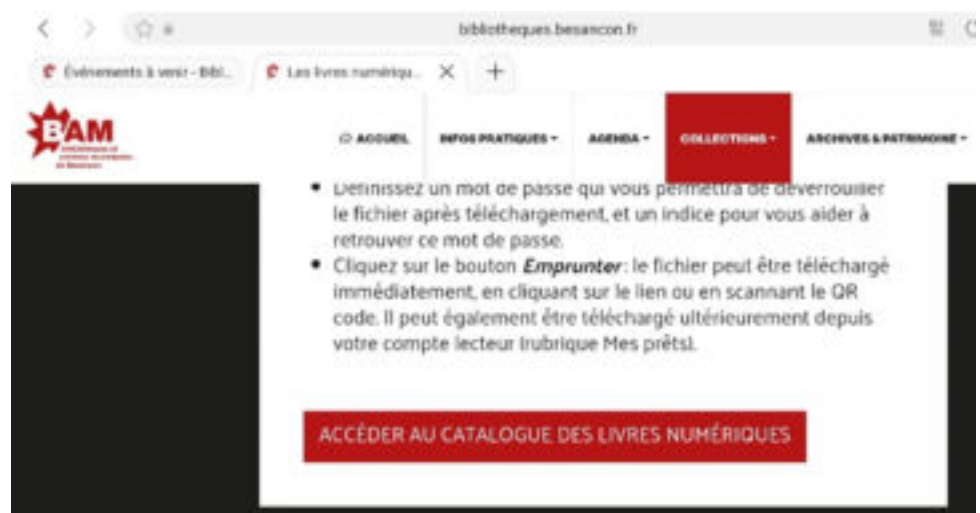 bibliotheques.besancon.fr
Événements à venir - Bibl...
Les livres numériqu...
BAM
ACCUEIL
INFOS PRATIQUES
AGENDA
COLLECTIONS
ARCHIVES & PATRIMOINE
Définissez un mot de passe qui vous permettra de déverrouiller
le fichier après téléchargement, et un indice pour vous aider à
retrouver ce mot de passe.
Cliquez sur le bouton Emprunter : le fichier peut être téléchargé
immédiatement, en cliquant sur le lien ou en scannant le QR
code. Il peut également être téléchargé ultérieurement depuis
votre compte lecteur (rubrique Mes prêts).
ACCÉDER AU CATALOGUE DES LIVRES NUMÉRIQUES